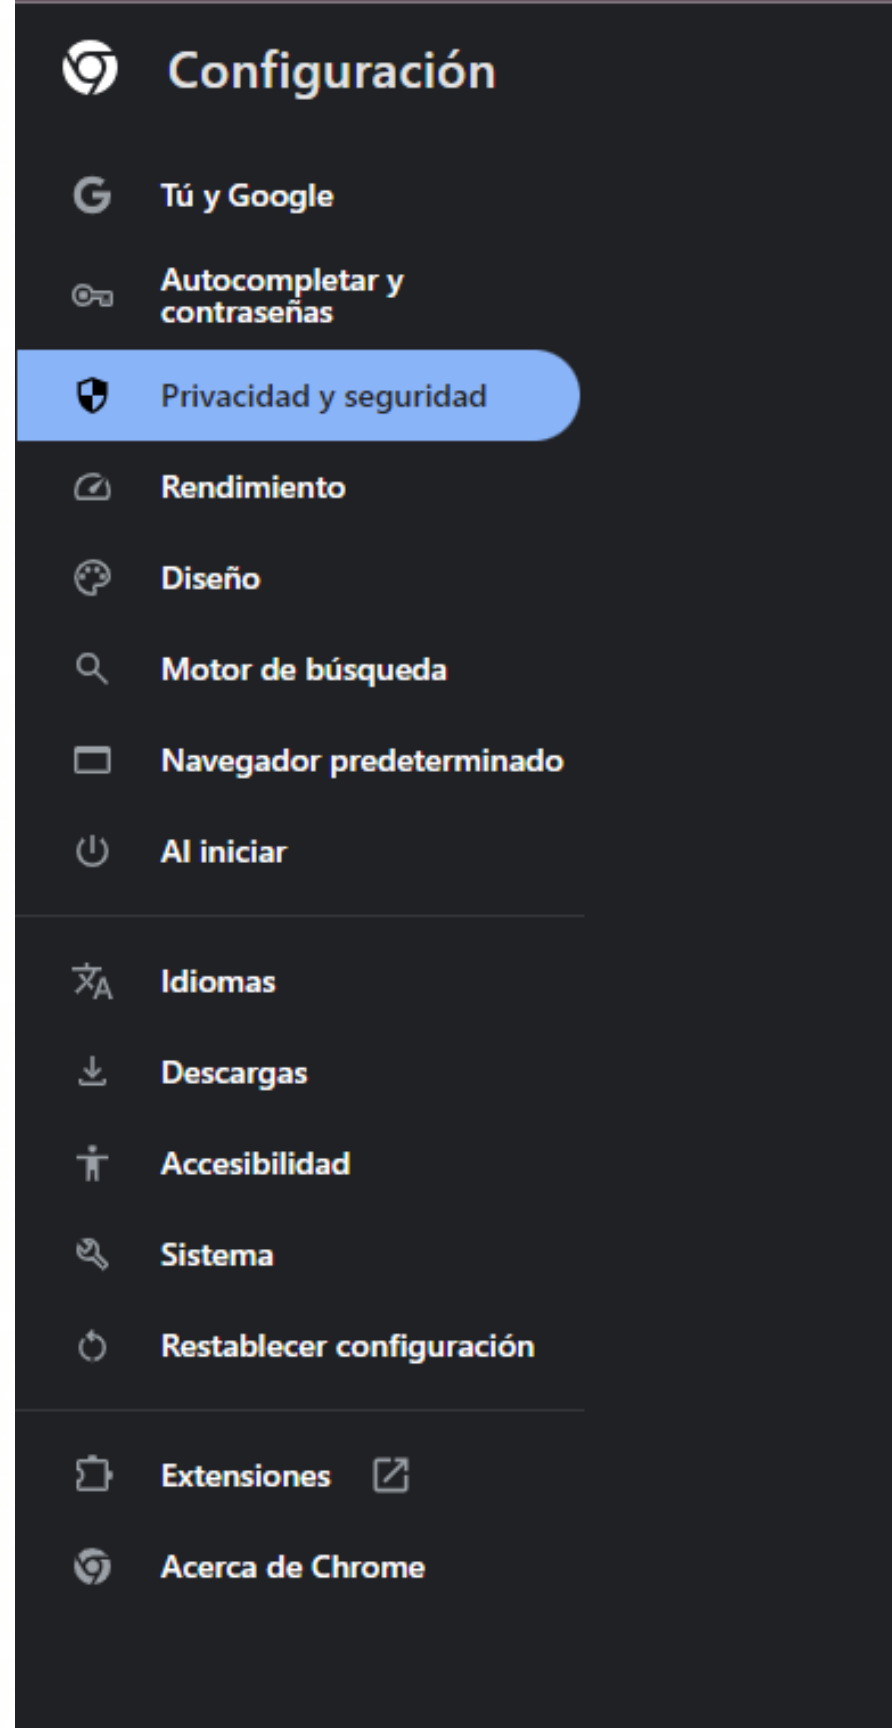 Configuración
Tú y Google
Autocompletar y
contraseñas
Privacidad y seguridad
Rendimiento
Diseño
Motor de búsqueda
Navegador predeterminado
Al iniciar
Idiomas
Descargas
Accesibilidad
Sistema
Restablecer configuración
Extensiones
Acerca de Chrome